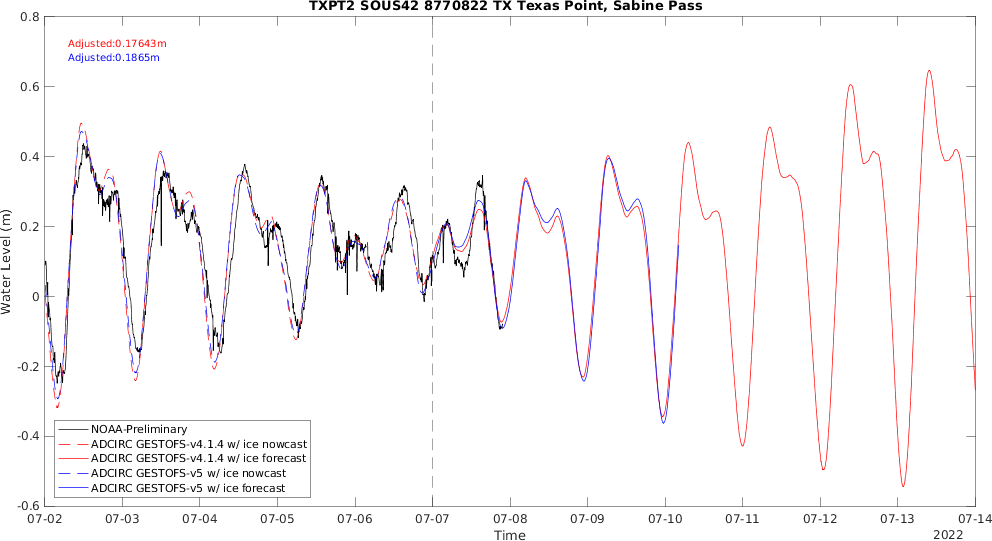 TXPT2 SOUS42 8770822 TX Texas Point, Sabine Pass
Adjusted:0.17643m
Adjusted:0.1865m
0.8
0.6
0.4
0.2
0
-0.2
-0.4
-0.6
Water Level (m)
NOAA-Preliminary
ADCIRC GESTOFS-v4.1.4 w/ ice nowcast
ADCIRC GESTOFS-v4.1.4 w/ ice forecast
ADCIRC GESTOFS-v5 w/ ice nowcast
ADCIRC GESTOFS-v5 w/ ice forecast
07-02 07-03 07-04 07-05 07-06 07-07 07-08 07-09 07-10 07-11 07-12 07-13 07-14
Time
2022